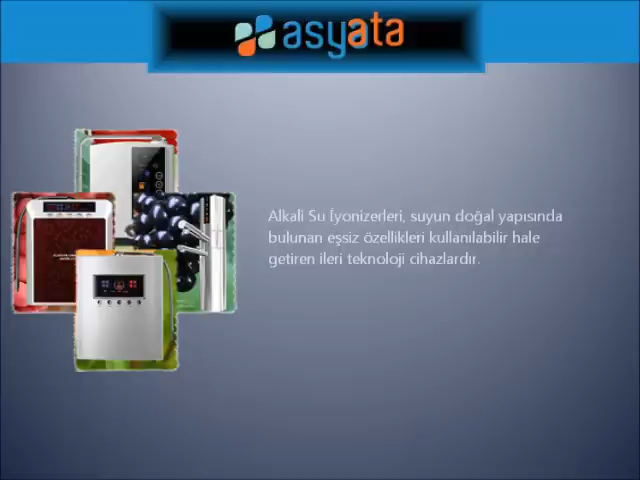 asyata
Alkali Su İyonizerleri, suyun doğal yapısında
bulunan eşsiz özellikleri kullanılabilir hale
getiren ileri teknoloji cihazlardır.